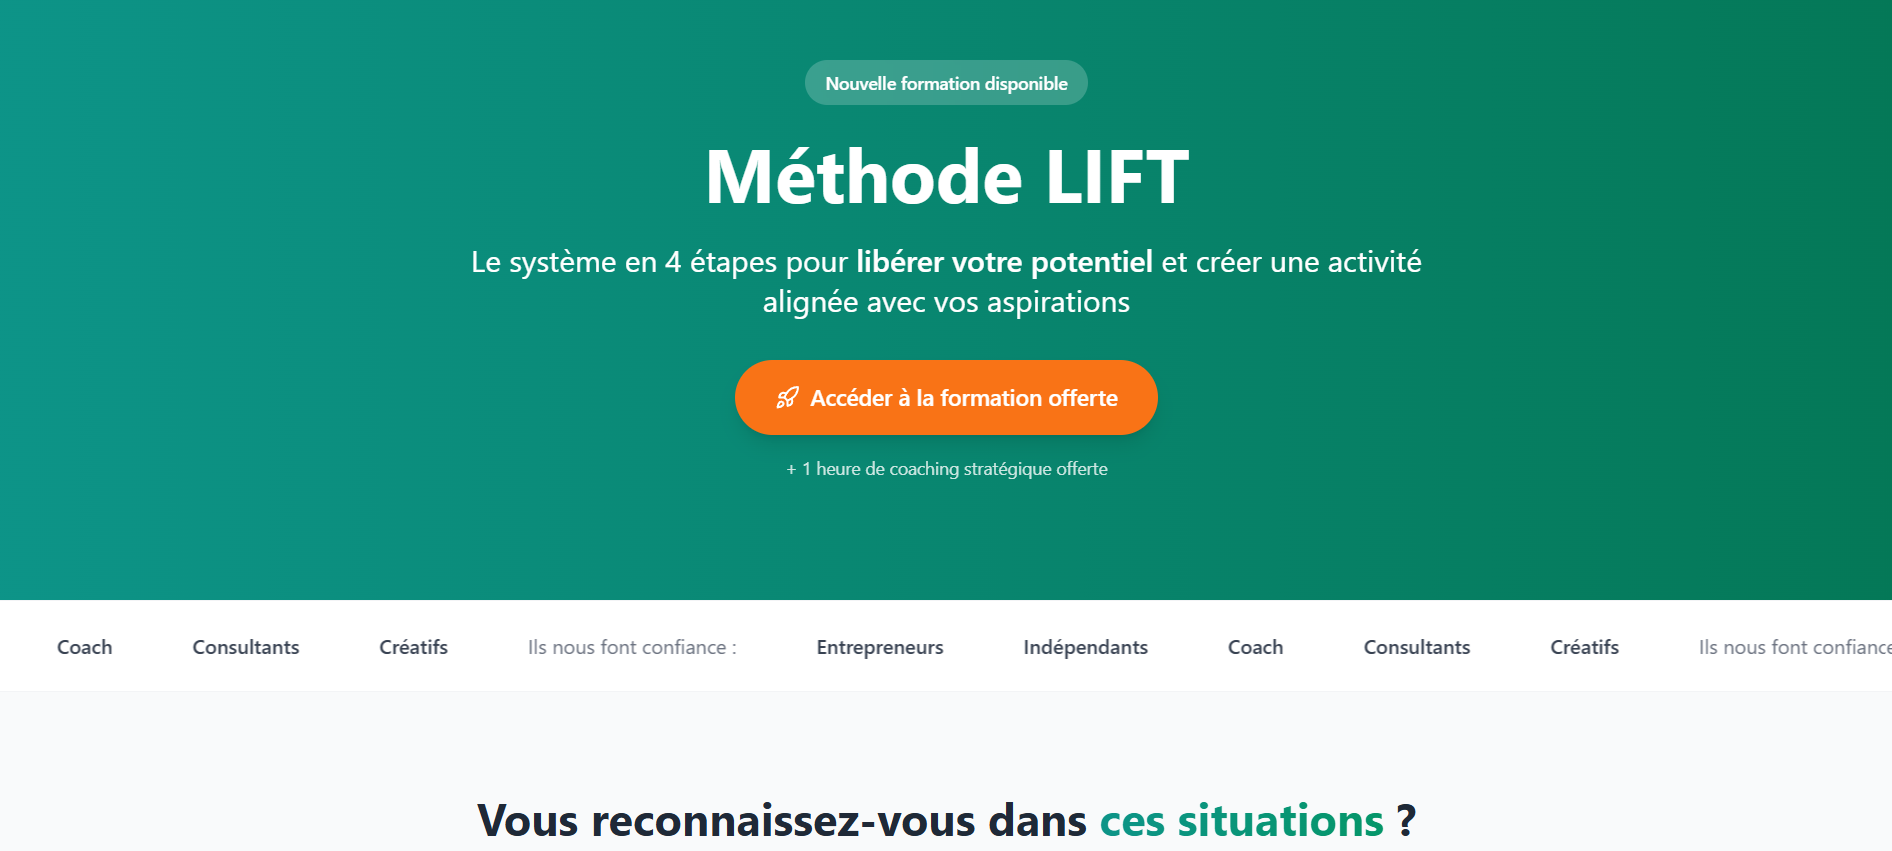 Nouvelle formation disponible
Méthode LIFT
Le système en 4 étapes pour libérer votre potentiel et créer une activité
alignée avec vos aspirations
Accéder à la formation offerte
+ 1 heure de coaching stratégique offerte
Coach Consultants Créatifs Ils nous font confiance : Entrepreneurs Indépendants Coach Consultants Créatifs Ils nous font confiance
Vous reconnaissez-vous dans ces situations ?